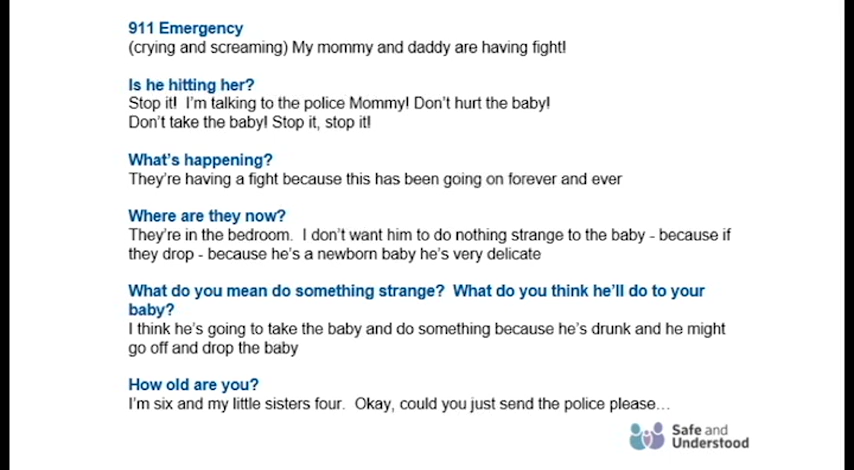 911 Emergency
(crying and screaming) My mommy and daddy are having fight!
Is he hitting her?
Stop it!  I'm talking to the police Mommy! Don't hurt the baby!
Don't take the baby! Stop it, stop it!
What's happening?
They're having a fight because this has been going on forever and ever
Where are they now?
They're in the bedroom.  I don't want him to do nothing strange to the baby - because if
they drop - because he's a newborn baby he's very delicate
What do you mean do something strange?  What do you think he'll do to your
baby?
I think he's going to take the baby and do something because he's drunk and he might
go off and drop the baby
How old are you?
I'm six and my little sisters four.  Okay, could you just send the police please...
Safe and
Understood